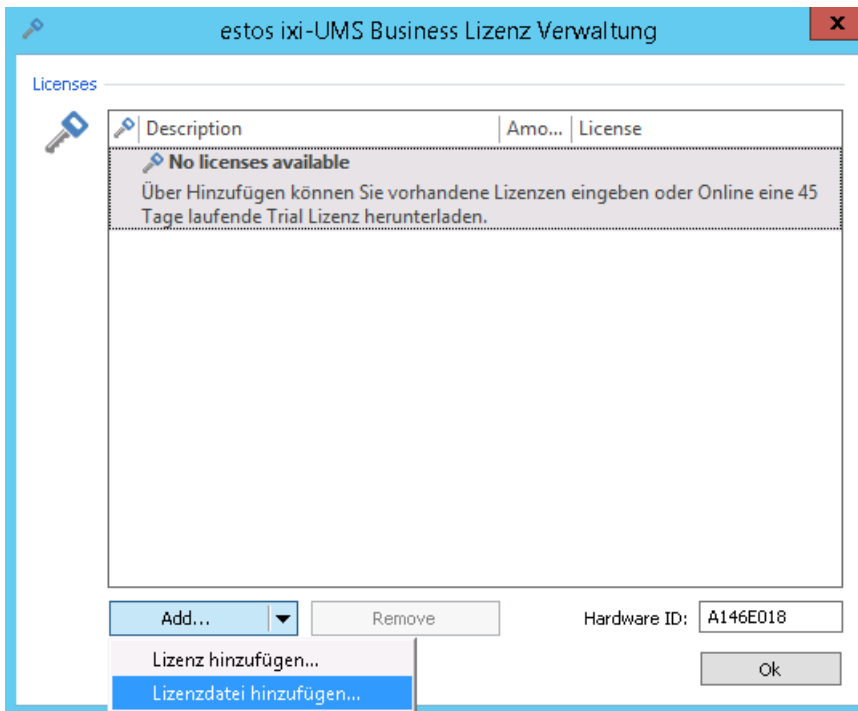 estos ixi-UMS Business Lizenz Verwaltung
x
Licenses
Description Amo... License
No licenses available
Über Hinzufügen können Sie vorhandene Lizenzen eingeben oder Online eine 45
Tage laufende Trial Lizenz herunterladen.
Add... Remove Hardware ID: A146E018
Lizenz hinzufügen...
Ok
Lizenzdatei hinzufügen...